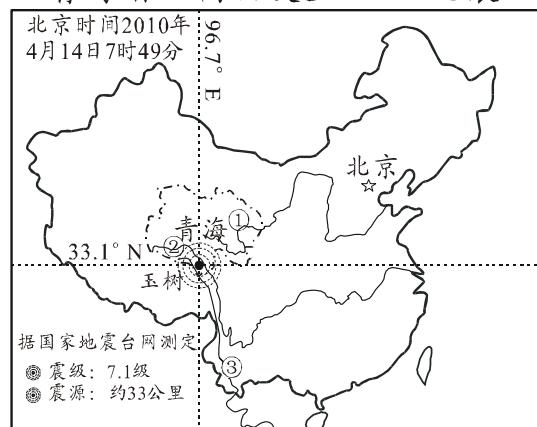 北京时间2010年
4月14日7时49分
96.7° E
北京
①
青海
②
33.1° N
玉树
据国家地震台网测定
震级：7.1级
震源：约33公里
③